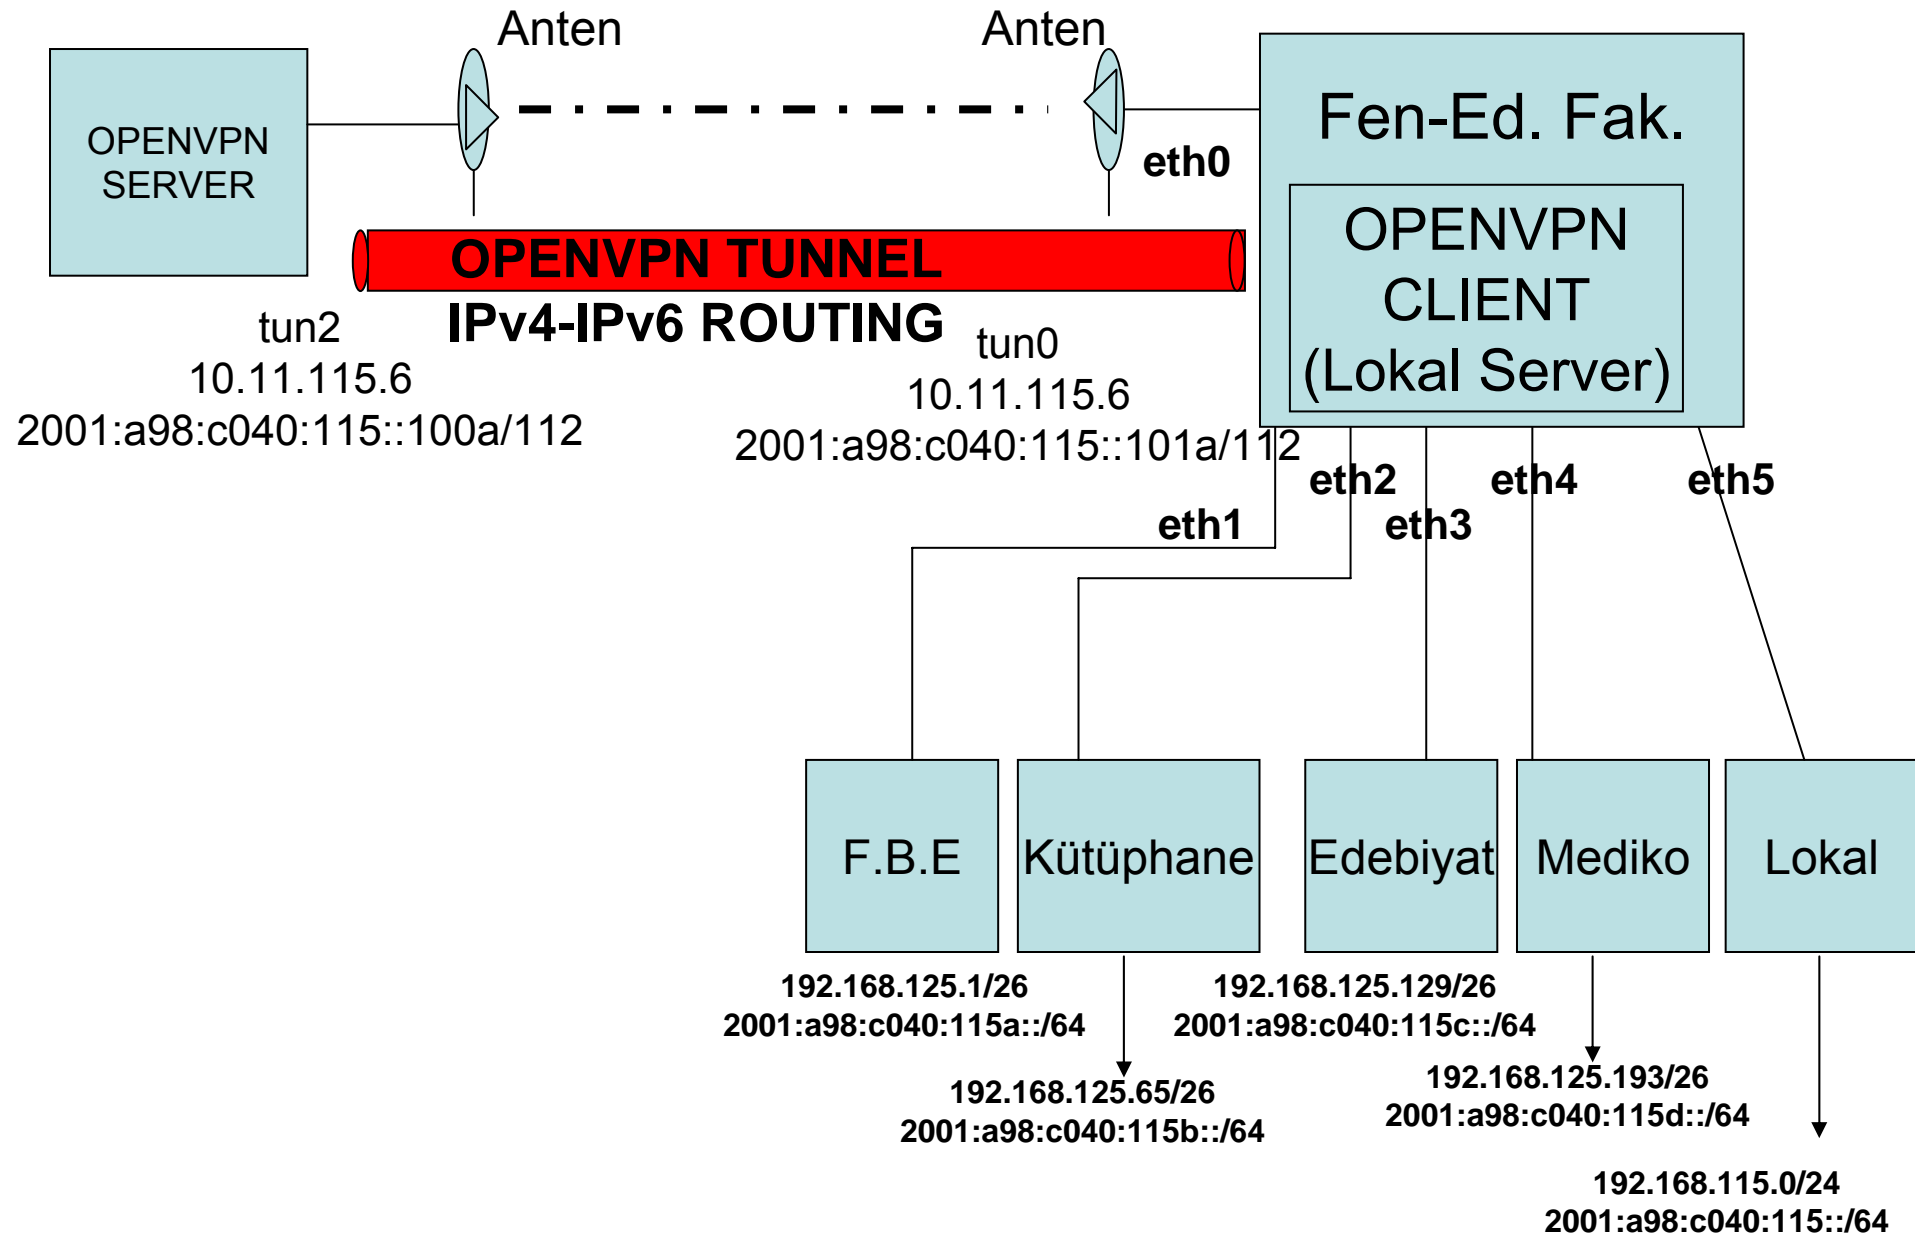 Anten
Anten
OPENVPN
SERVER
Fen-Ed. Fak.
eth0
OPENVPN
CLIENT
(Lokal Server)
OPENVPN TUNNEL
IPv4-IPv6 ROUTING
tun2
10.11.115.6
2001:a98:c040:115::100a/112
tun0
10.11.115.6
2001:a98:c040:115::101a/112
eth1
eth2
eth3
eth4
eth5
F.B.E
Kütüphane
Edebiyat
Mediko
Lokal
192.168.125.1/26
2001:a98:c040:115a::/64
192.168.125.65/26
2001:a98:c040:115b::/64
192.168.125.129/26
2001:a98:c040:115c::/64
192.168.125.193/26
2001:a98:c040:115d::/64
192.168.115.0/24
2001:a98:c040:115::/64